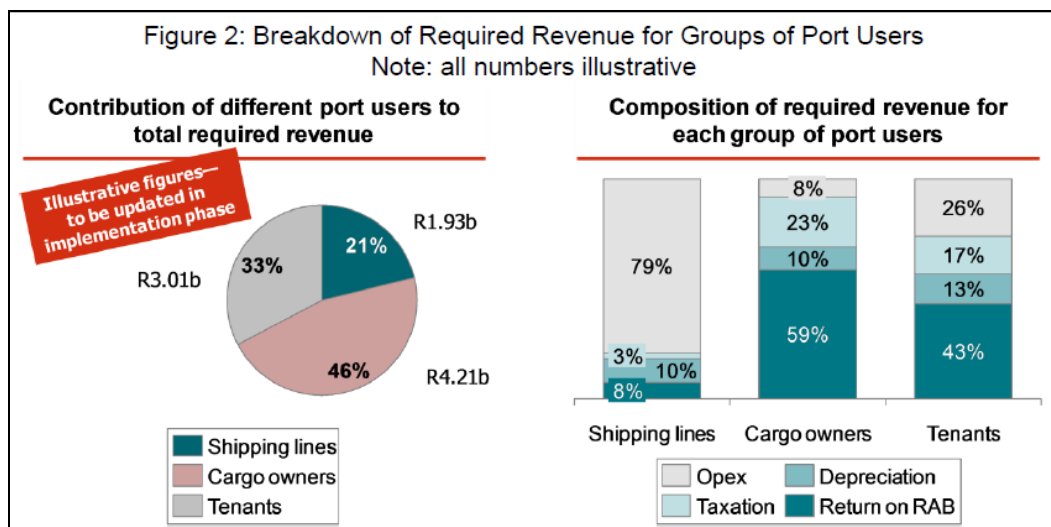 Figure 2: Breakdown of Required Revenue for Groups of Port Users
Note: all numbers illustrative
Contribution of different port users to
total required revenue
Illustrative figures—
to be updated in
implementation phase
R1.93b
21%
33%
R3.01b
46%
R4.21b
Shipping lines
Cargo owners
Tenants
Composition of required revenue for
each group of port users
79%
3%
10%
8%
8%
23%
10%
59%
26%
17%
13%
43%
Shipping lines Cargo owners Tenants
Opex Depreciation
Taxation Return on RAB